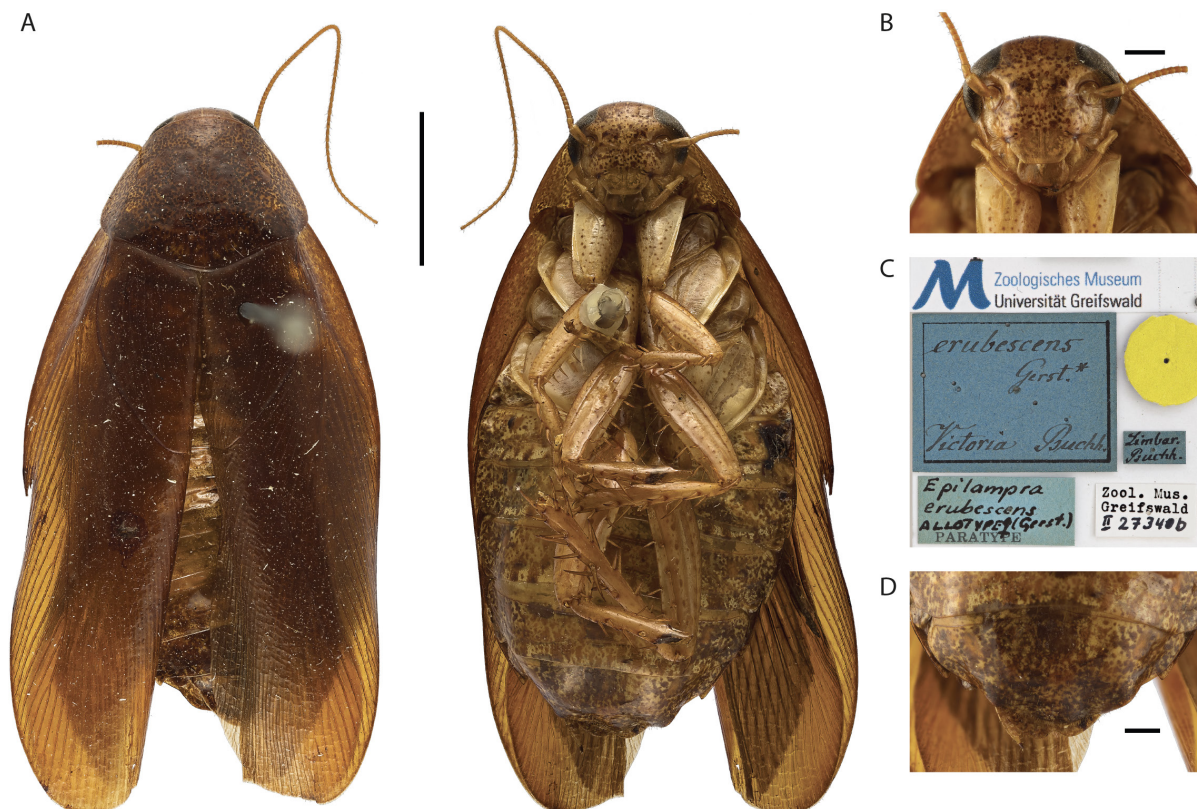 A
B
C
M Zoologisches Museum
Universität Greifswald
erubescens
Gerst.*
Victoria Buchh.
Zimbar.
Buchh.
Epilampra
erubescens
ALLOTYPE♀(Gerst.)
PARATYPE
Zool. Mus.
Greifswald
II 27340b
D